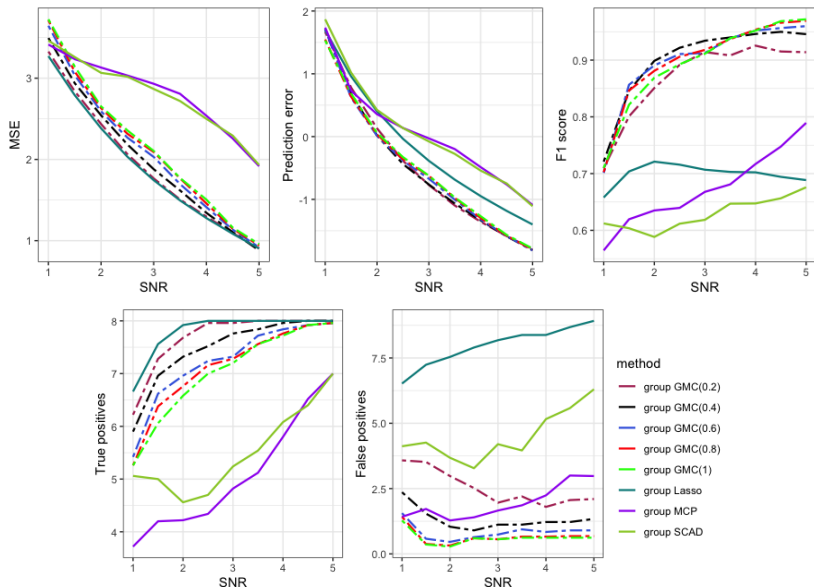 MSE
3
2
1
1
2
3
4
5
SNR
Prediction error
2
1
0
-1
1
2
3
4
5
SNR
F1 score
0.9
0.8
0.7
0.6
1
2
3
4
5
SNR
True positives
8
7
6
5
4
1
2
3
4
5
SNR
False positives
7.5
5.0
2.5
0.0
1
2
3
4
5
SNR
method
group GMC(0.2)
group GMC(0.4)
group GMC(0.6)
group GMC(0.8)
group GMC(1)
group Lasso
group MCP
group SCAD